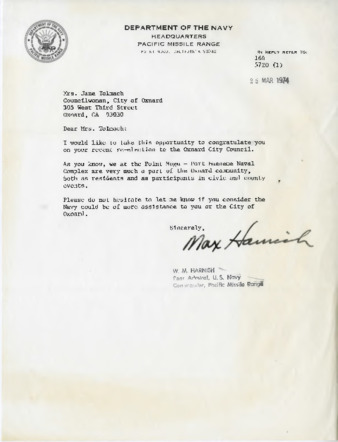 DEPARTMENT OF THE NAVY
HEADQUARTERS
PACIFIC MISSILE RANGE
IN REPLY REFER TO:
160
5720 (1)
MAR 1974
Mrs. Jane Tolmach
Councilwoman, City of Oxnard
305 West Third Street
Oxnard, CA 93030
Dear Mrs. Tolmach:
I would like to take this opportunity to congratulate you
on your recent reelection to the Oxnard City Council.
As you know, we at the Point Mugu - Port Hueneme Naval
Complex are very much a part of the Oxnard community,
both as residents and as participants in civic and county
events.
Please do not hesitate to let me know if you consider the
Navy could be of more assistance to you or the City of
Oxnard.
Sincerely,
Max Harnish
W. M. HARNISH
Rear Admiral, U.S. Navy
Commander, Pacific Missile Range